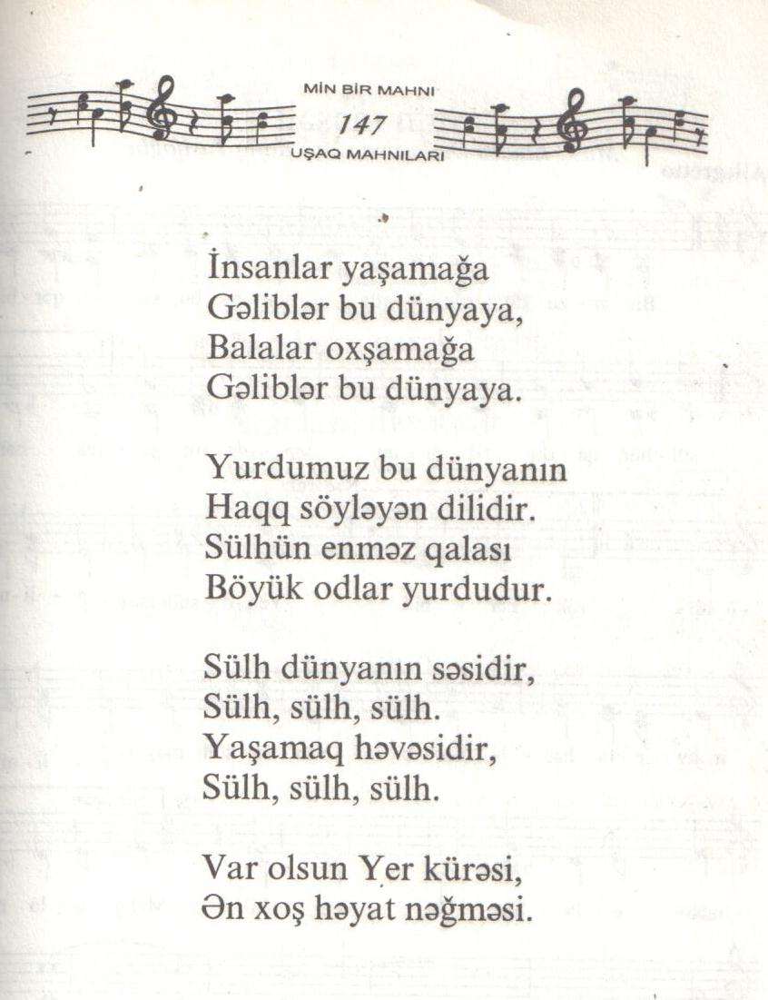 MİN BİR MAHNI
147
UŞAQ MAHNILARI
İnsanlar yaşamağa
Gəliblər bu dünyaya,
Balalar oxşamağa
Gəliblər bu dünyaya.
Yurdumuz bu dünyanın
Haqq söyləyən dilidir.
Sülhün enməz qalası
Böyük odlar yurdudur.
Sülh dünyanın səsidir,
Sülh, sülh, sülh.
Yaşamaq həvəsidir,
Sülh, sülh, sülh.
Var olsun Yer kürəsi,
Ən xoş həyat nəğməsi.